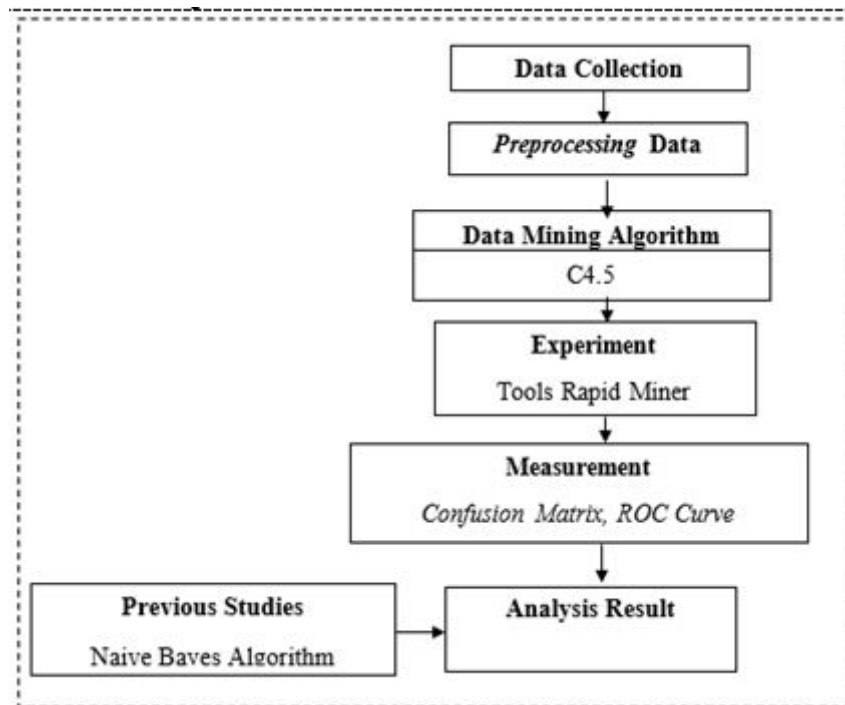 Data Collection
Preprocessing Data
Data Mining Algorithm
C4.5
Experiment
Tools Rapid Miner
Measurement
Confusion Matrix, ROC Curve
Previous Studies
Naive Bayes Algorithm
Analysis Result